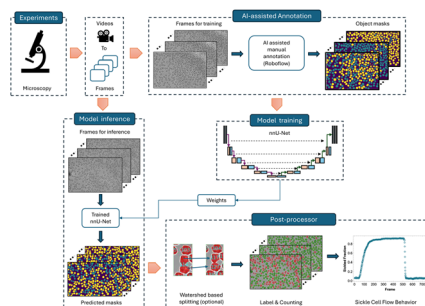 Experiments
Videos
To
Frames
Microscopy
AI-assisted Annotation
Frames for training
AI assisted
manual
annotation
(Roboflow)
Object masks
Model inference
Frames for inference
Trained
nnU-Net
Predicted masks
Model training
nnU-Net
Weights
Post-processor
Watershed based
splitting (optional)
Label & Counting
Frame
Sickle Cell Flow Behavior